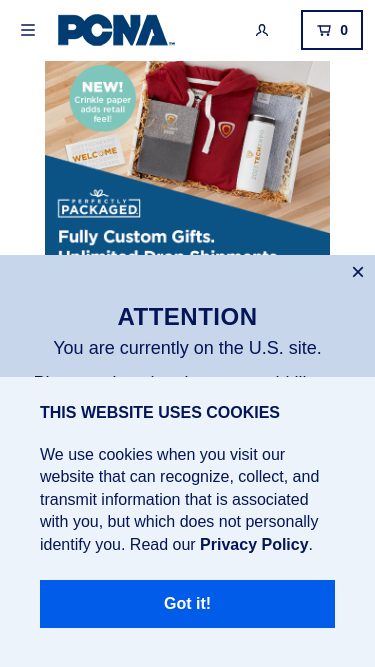 PCNA
0
NEW!
Crinkle paper
adds retail
feel!
WELCOME
PERFECTLY
PACKAGED
Fully Custom Gifts.
Unlimited Drop Shipments
ATTENTION
You are currently on the U.S. site.
THIS WEBSITE USES COOKIES
We use cookies when you visit our
website that can recognize, collect, and
transmit information that is associated
with you, but which does not personally
identify you. Read our Privacy Policy.
Got it!